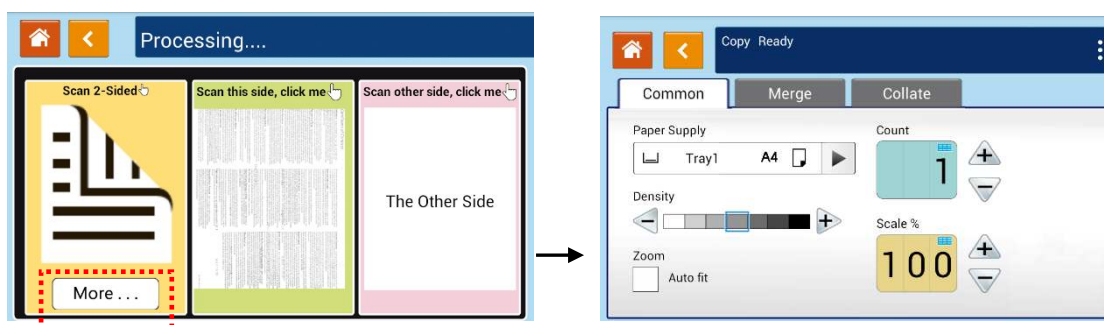 Processing....
Scan 2-Sided
Scan this side, click me
Scan other side, click me
The Other Side
More . . .
Copy Ready
Common Merge Collate
Paper Supply
Tray1 A4
Density
Zoom
Auto fit
Count
1
Scale %
100